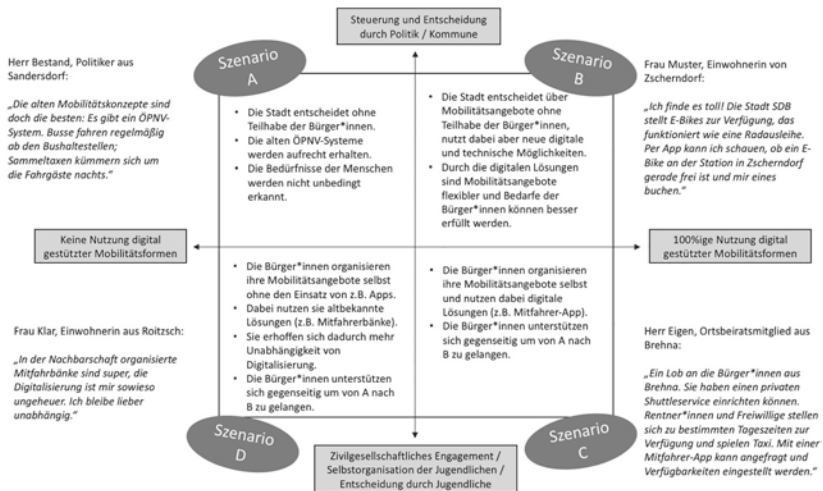 Steuerung und Entscheidung
durch Politik / Kommune
Herr Bestand, Politiker aus
Sandersdorf:
„Die alten Mobilitätskonzepte sind
doch die besten: Es gibt ein ÖPNV-
System. Busse fahren regelmäßig
ab den Bushaltestellen;
Sammeltaxen kümmern sich um
die Fahrgäste nachts.“
Szenario
A
• Die Stadt entscheidet ohne
Teilhabe der Bürger*innen.
• Die alten ÖPNV-Systeme
werden aufrecht erhalten.
• Die Bedürfnisse der Menschen
werden nicht unbedingt
erkannt.
Szenario
B
• Die Stadt entscheidet über
Mobilitätsangebote ohne
Teilhabe der Bürger*innen,
nutzt dabei aber neue digitale
und technische Möglichkeiten.
• Durch die digitalen Lösungen
sind Mobilitätsangebote
flexibler und Bedarfe der
Bürger*innen können besser
erfüllt werden.
Frau Muster, Einwohnerin von
Zscherndorf:
„Ich finde es toll! Die Stadt SDB
stellt E-Bikes zur Verfügung, das
funktioniert wie eine Radausleihe.
Per App kann ich schauen, ob ein E-
Bike an der Station in Zscherndorf
gerade frei ist und mir eines
buchen.“
Keine Nutzung digital
gestützter Mobilitätsformen
100%ige Nutzung digital
gestützter Mobilitätsformen
Frau Klar, Einwohnerin aus Roitzsch:
„In der Nachbarschaft organisierte
Mitfahrbänke sind super, die
Digitalisierung ist mir sowieso
ungeheuer. Ich bleibe lieber
unabhängig.“
• Die Bürger*innen organisieren
ihre Mobilitätsangebote selbst
ohne den Einsatz von z.B. Apps.
• Dabei nutzen sie altbekannte
Lösungen (z.B. Mitfahrerbänke).
• Sie erhoffen sich dadurch mehr
Unabhängigkeit von
Digitalisierung.
• Die Bürger*innen unterstützen
sich gegenseitig um von A nach
B zu gelangen.
Szenario
D
• Die Bürger*innen organisieren
ihre Mobilitätsangebote selbst
und nutzen dabei digitale
Lösungen (z.B. Mitfahrer-App).
• Die Bürger*innen unterstützen
sich gegenseitig um von A nach
B zu gelangen.
Szenario
C
Herr Eigen, Ortsbeiratsmitglied aus
Brehna:
„Ein Lob an die Bürger*innen aus
Brehna. Sie haben einen privaten
Shuttleservice einrichten können.
Rentner*innen und Freiwillige stellen
sich zu bestimmten Tageszeiten zur
Verfügung und spielen Taxi. Mit einer
Mitfahrer-App kann angefragt und
Verfügbarkeiten eingestellt werden.“
Zivilgesellschaftliches Engagement /
Selbstorganisation der Jugendlichen /
Entscheidung durch Jugendliche